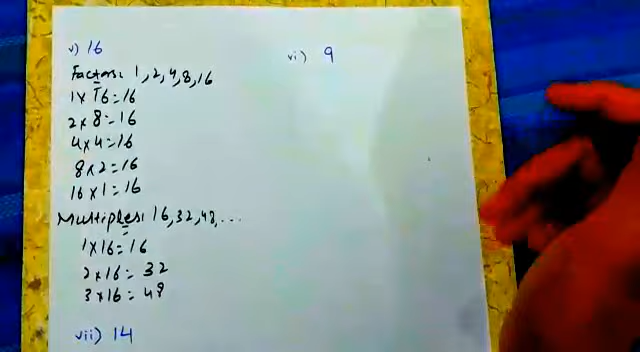 v) 16
Factors: 1, 2, 4, 8, 16
1 x 16 = 16
2 x 8 = 16
4 x 4 = 16
8 x 2 = 16
16 x 1 = 16
Multiples: 16, 32, 48, ...
1 x 16 = 16
2 x 16 = 32
3 x 16 = 48
vii) 14
vi) 9